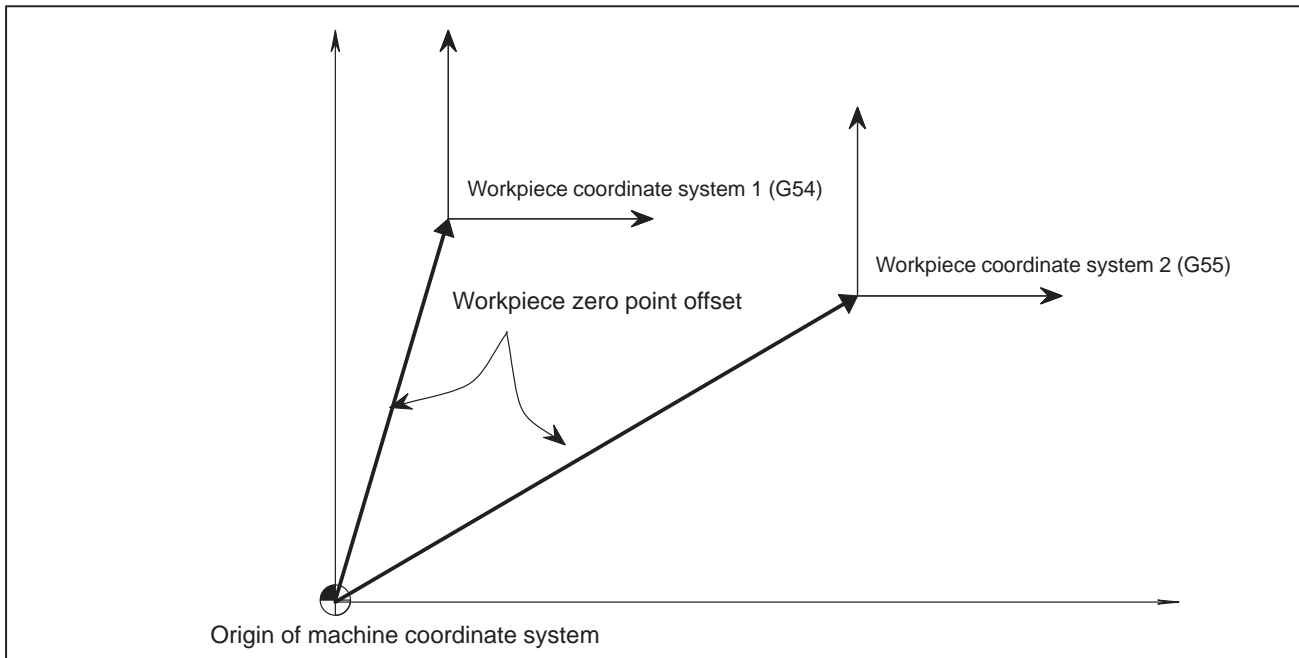 Workpiece coordinate system 1 (G54)
Workpiece coordinate system 2 (G55)
Workpiece zero point offset
Origin of machine coordinate system